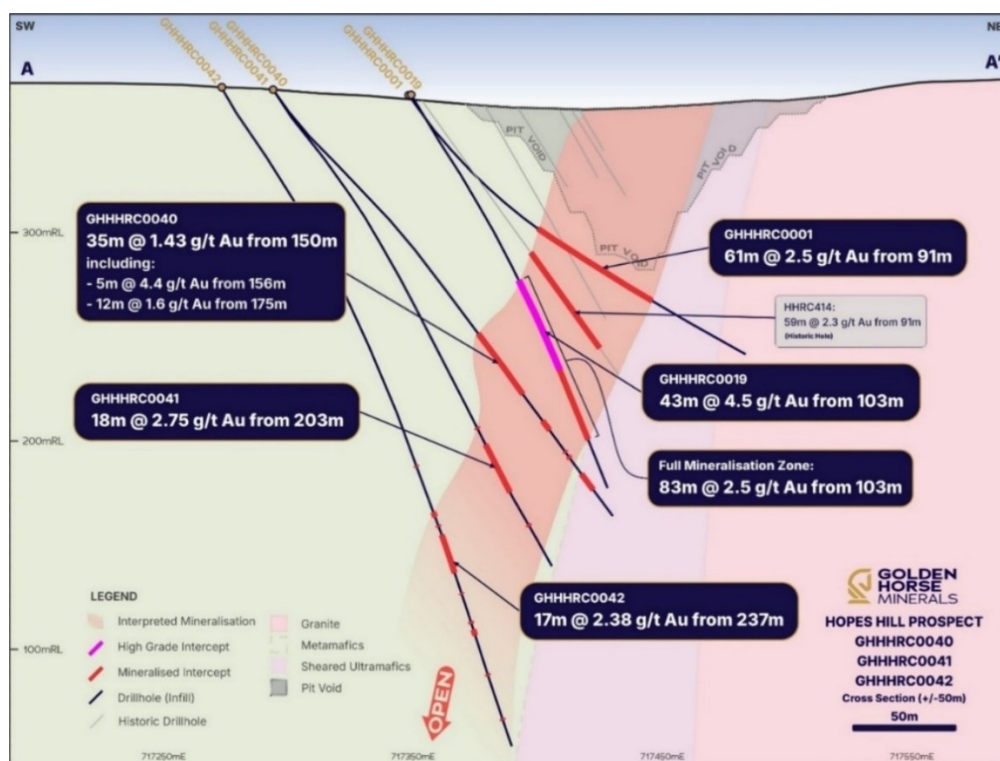 SW
NE
A
A'
GHHHRC0042
GHHHRC0041
GHHHRC0040
GHHHRC0001
GHHHRC0019
PIT VOID
PIT VOID
PIT VOID
300mRL
200mRL
100mRL
GHHHRC0040
35m @ 1.43 g/t Au from 150m
including:
- 5m @ 4.4 g/t Au from 156m
- 12m @ 1.6 g/t Au from 175m
GHHHRC0001
61m @ 2.5 g/t Au from 91m
HHRC414:
59m @ 2.3 g/t Au from 91m
(Historic Hole)
GHHHRC0019
43m @ 4.5 g/t Au from 103m
GHHHRC0041
18m @ 2.75 g/t Au from 203m
Full Mineralisation Zone:
83m @ 2.5 g/t Au from 103m
GHHHRC0042
17m @ 2.38 g/t Au from 237m
OPEN
LEGEND
Interpreted Mineralisation
High Grade Intercept
Mineralised Intercept
Drillhole (Infill)
Historic Drillhole
Granite
Metamafics
Sheared Ultramafics
Pit Void
GOLDEN
HORSE
MINERALS
HOPES HILL PROSPECT
GHHHRC0040
GHHHRC0041
GHHHRC0042
Cross Section (+/-50m)
50m
717250mE
717350mE
717450mE
717550mE